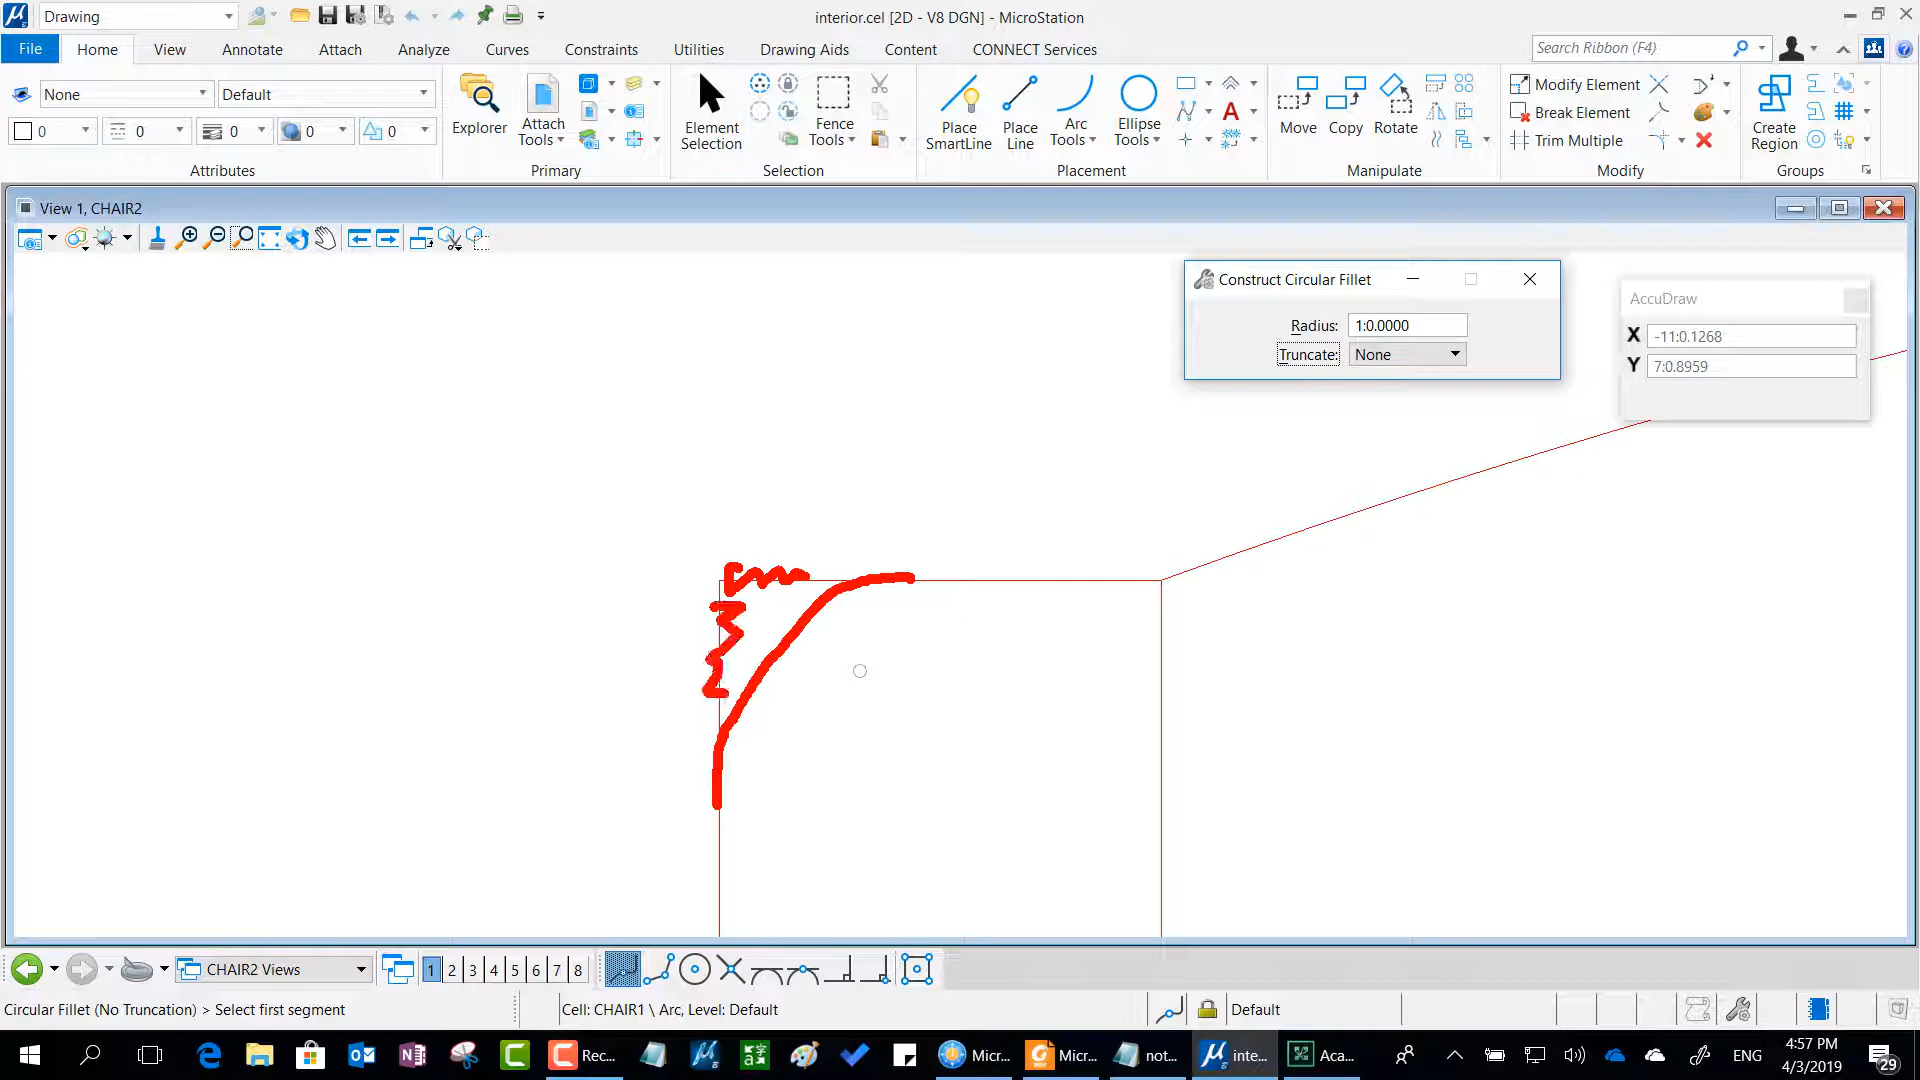 Drawing
interior.cel [2D - V8 DGN] - MicroStation
File Home View Annotate Attach Analyze Curves Constraints Utilities Drawing Aids Content CONNECT Services
Search Ribbon (F4)
None Default
0 0 0 0 0
Attributes
Explorer Attach Tools
Primary
Element Selection Fence Tools
Selection
Place SmartLine Place Line Arc Tools Ellipse Tools
Placement
Move Copy Rotate
Manipulate
Modify Element
Break Element
Trim Multiple
Modify
Create Region
Groups
View 1, CHAIR2
Construct Circular Fillet
Radius: 1:0.0000
Truncate: None
AccuDraw
X -11:0.1268
Y 7:0.8959
CHAIR2 Views 1 2 3 4 5 6 7 8
Circular Fillet (No Truncation) > Select first segment
Cell: CHAIR1 \ Arc, Level: Default
Default
Rec... Micr... Micr... not... inte... Aca... ENG
4:57 PM
4/3/2019
29